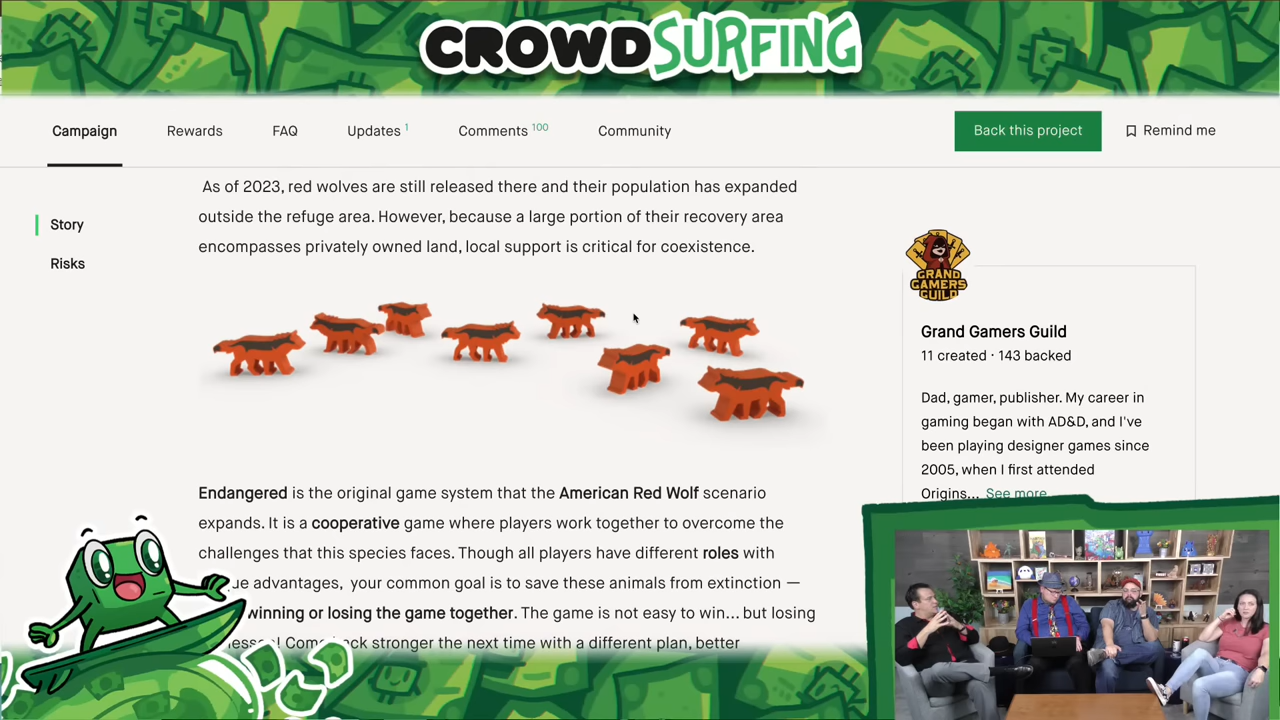 CROWDSURFING
Campaign
Rewards
FAQ
Updates 1
Comments 100
Community
Back this project
Remind me
Story
Risks
As of 2023, red wolves are still released there and their population has expanded
outside the refuge area. However, because a large portion of their recovery area
encompasses privately owned land, local support is critical for coexistence.
Endangered is the original game system that the American Red Wolf scenario
expands. It is a cooperative game where players work together to overcome the
challenges that this species faces. Though all players have different roles with
advantages, your common goal is to save these animals from extinction —
winning or losing the game together. The game is not easy to win... but losing
stronger the next time with a different plan, better
GRAND
GAMERS
GUILD
Grand Gamers Guild
11 created · 143 backed
Dad, gamer, publisher. My career in
gaming began with AD&D, and I've
been playing designer games since
2005, when I first attended
Origins... See more